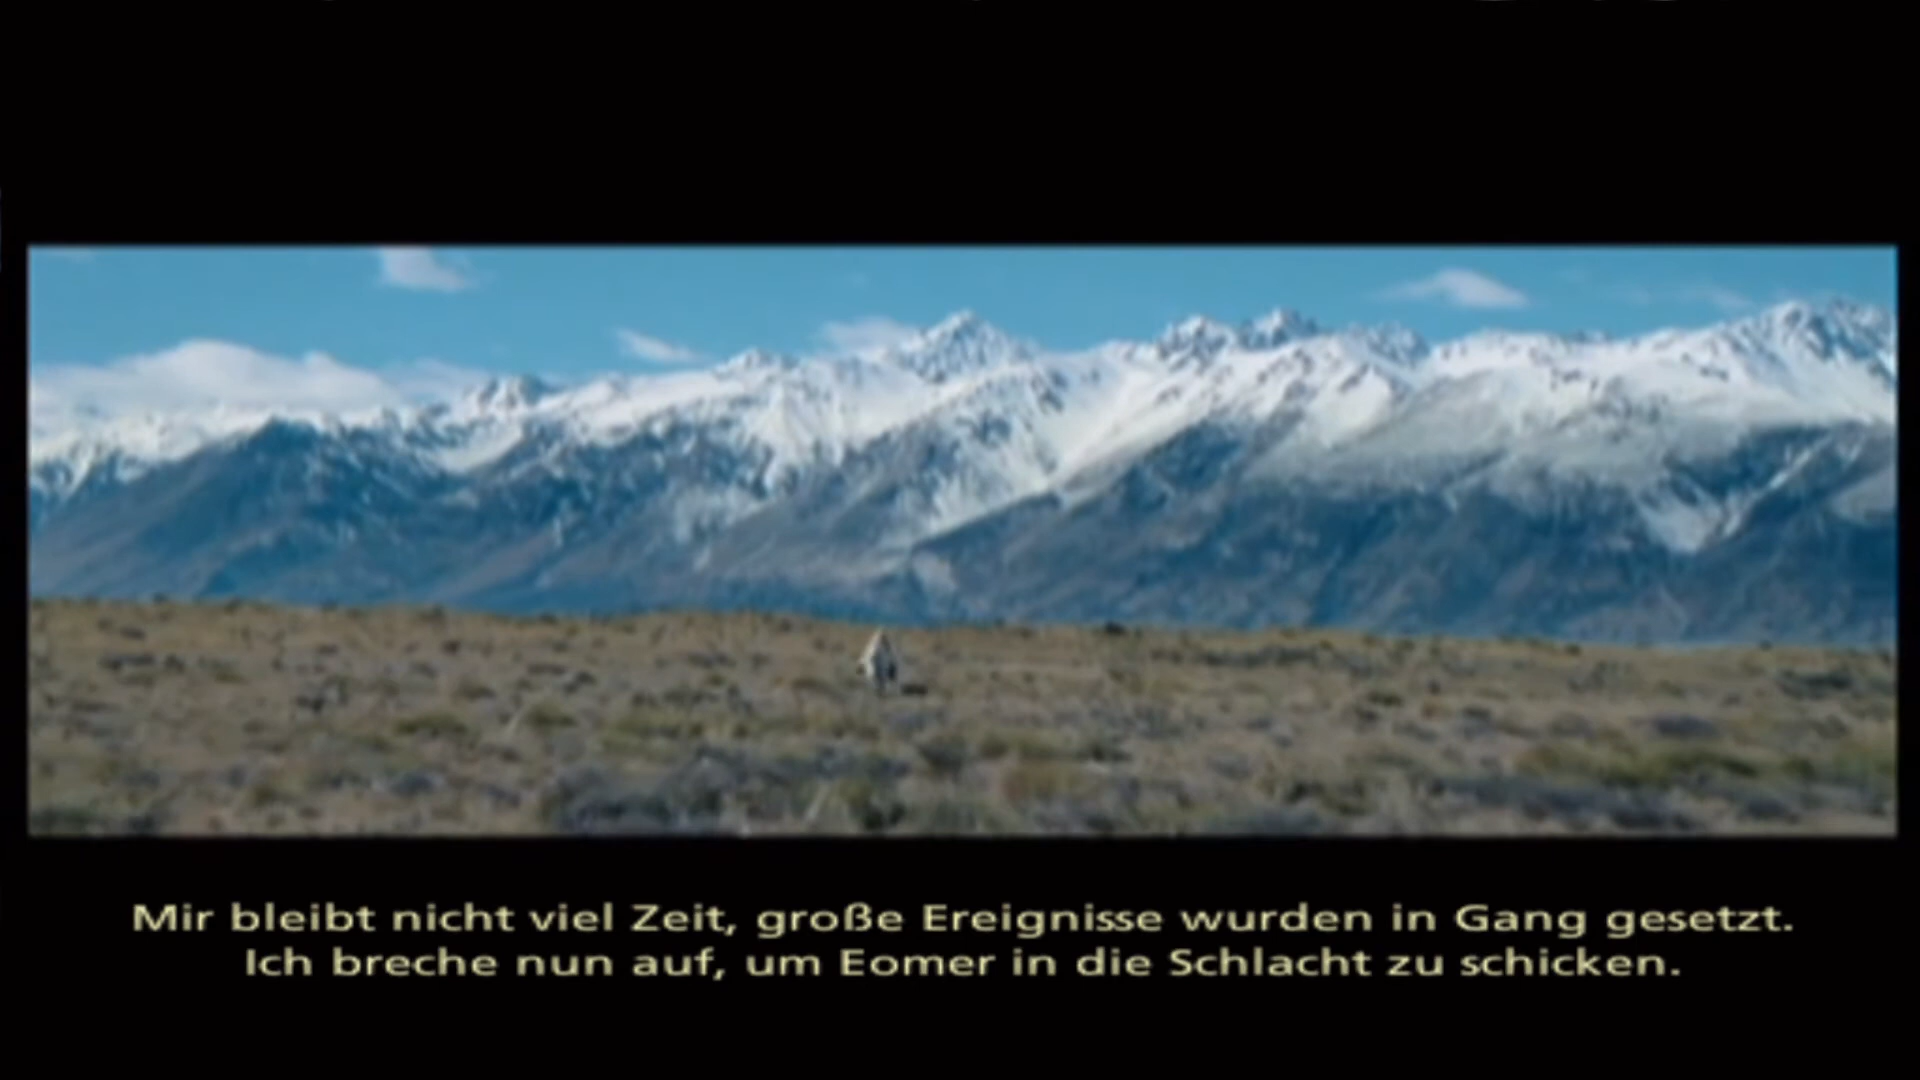 Mir bleibt nicht viel Zeit, große Ereignisse wurden in Gang gesetzt.
Ich breche nun auf, um Eomer in die Schlacht zu schicken.